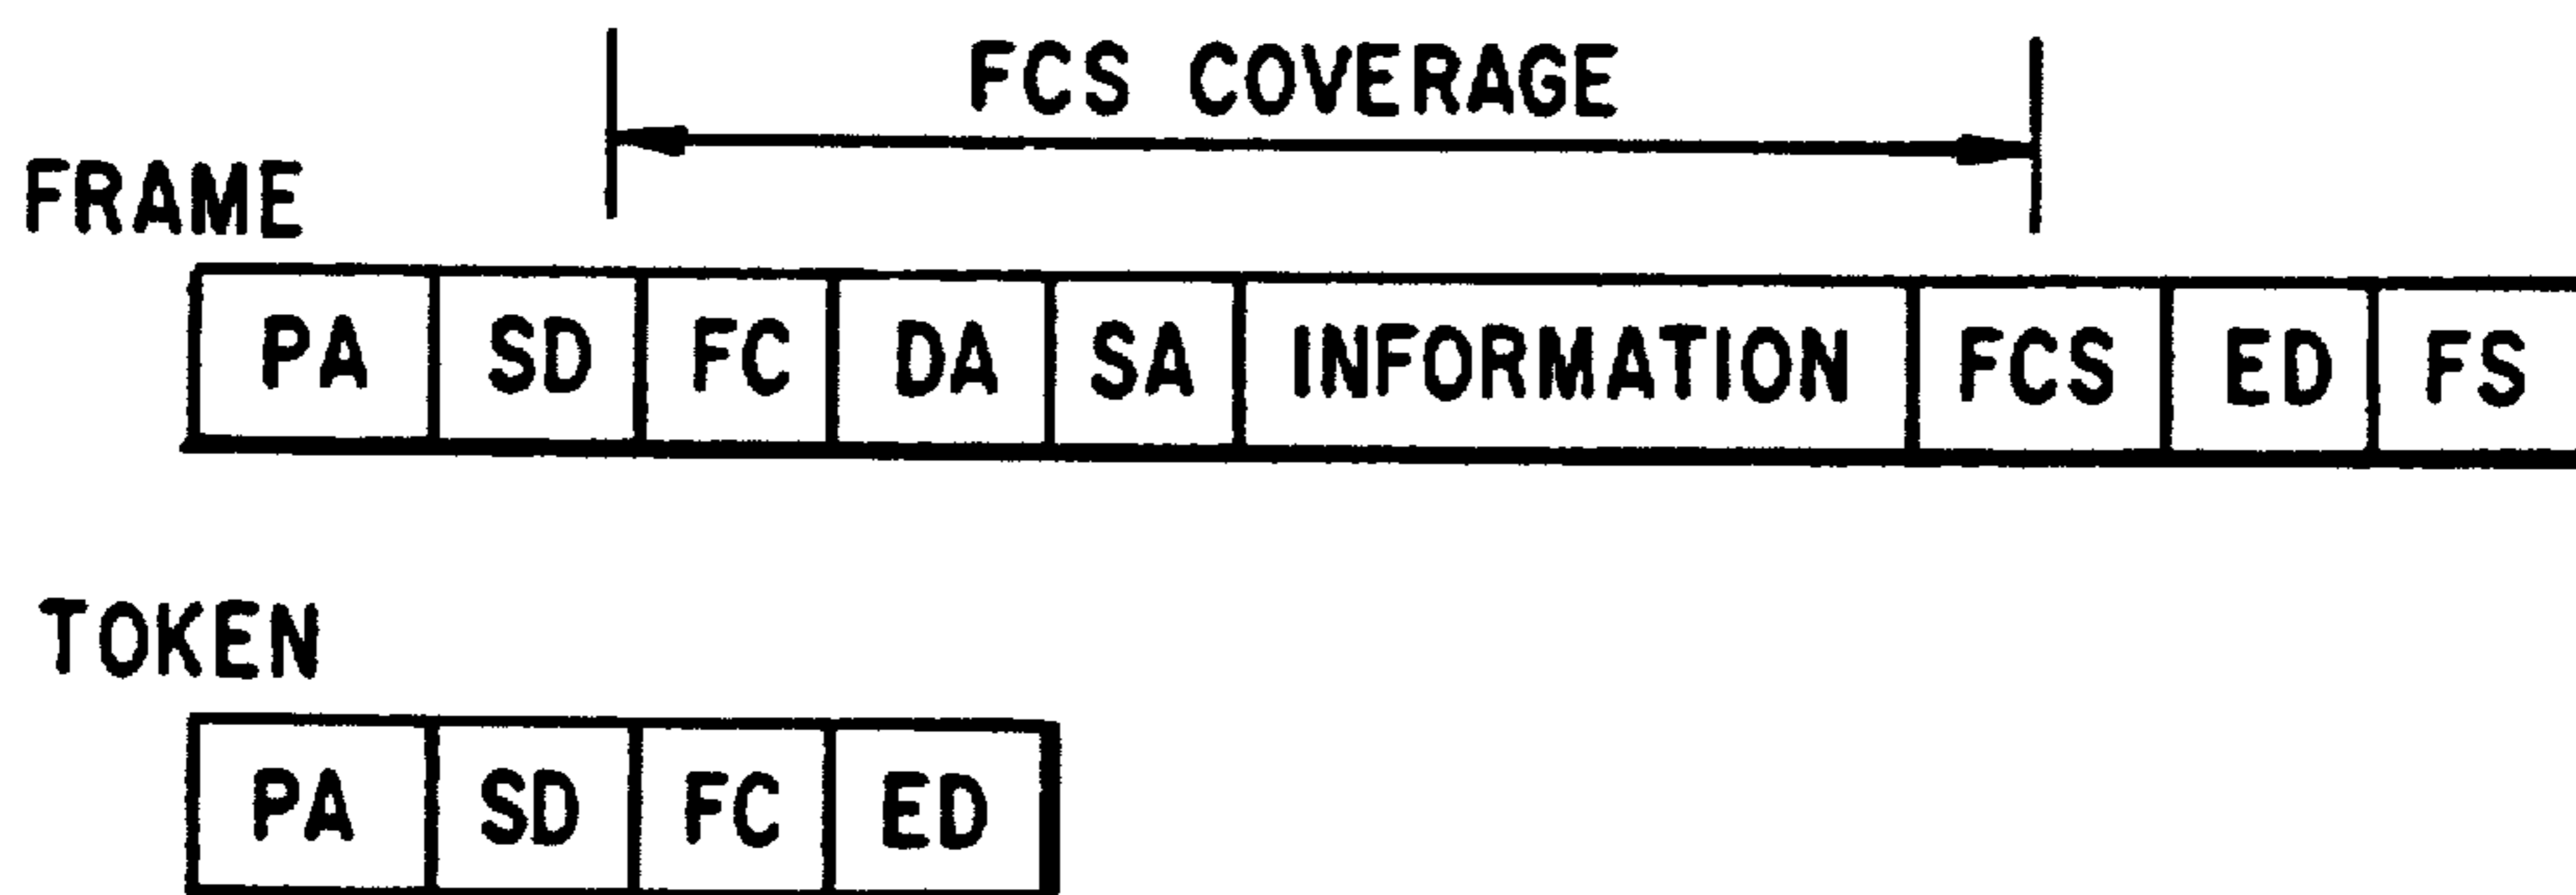 FCS COVERAGE
FRAME
PA SD FC DA SA INFORMATION FCS ED FS
TOKEN
PA SD FC ED